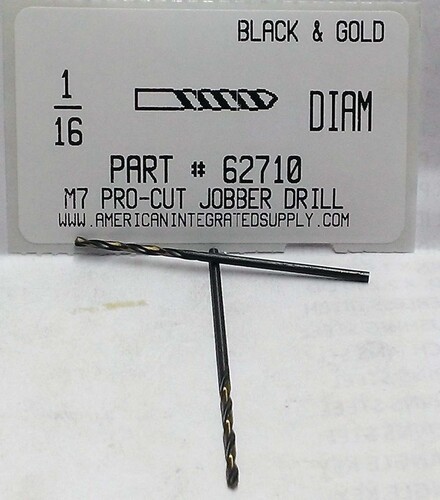 BLACK & GOLD
1
16
DIAM
PART # 62710
M7 PRO-CUT JOBBER DRILL
WWW.AMERICANINTEGRATEDSUPPLY.COM